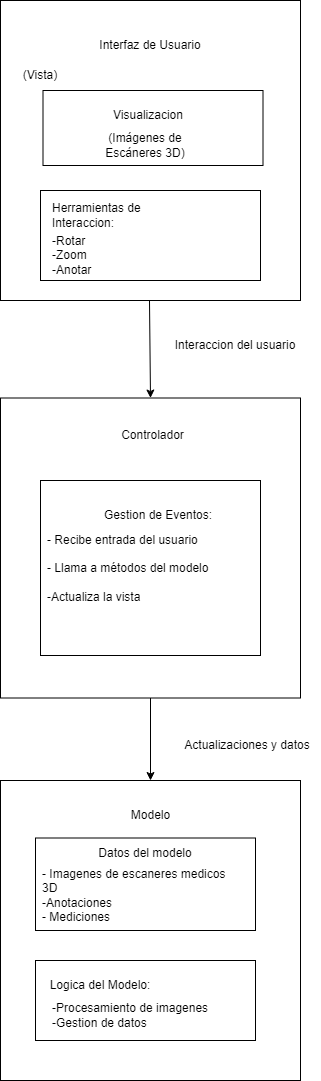 Interfaz de Usuario
(Vista)
Visualizacion
(Imágenes de
Escáneres 3D)
Herramientas de
Interaccion:
-Rotar
-Zoom
-Anotar
Interaccion del usuario
Controlador
Gestion de Eventos:
- Recibe entrada del usuario
- Llama a métodos del modelo
-Actualiza la vista
Actualizaciones y datos
Modelo
Datos del modelo
- Imagenes de escaneres medicos
3D
-Anotaciones
- Mediciones
Logica del Modelo:
-Procesamiento de imagenes
-Gestion de datos